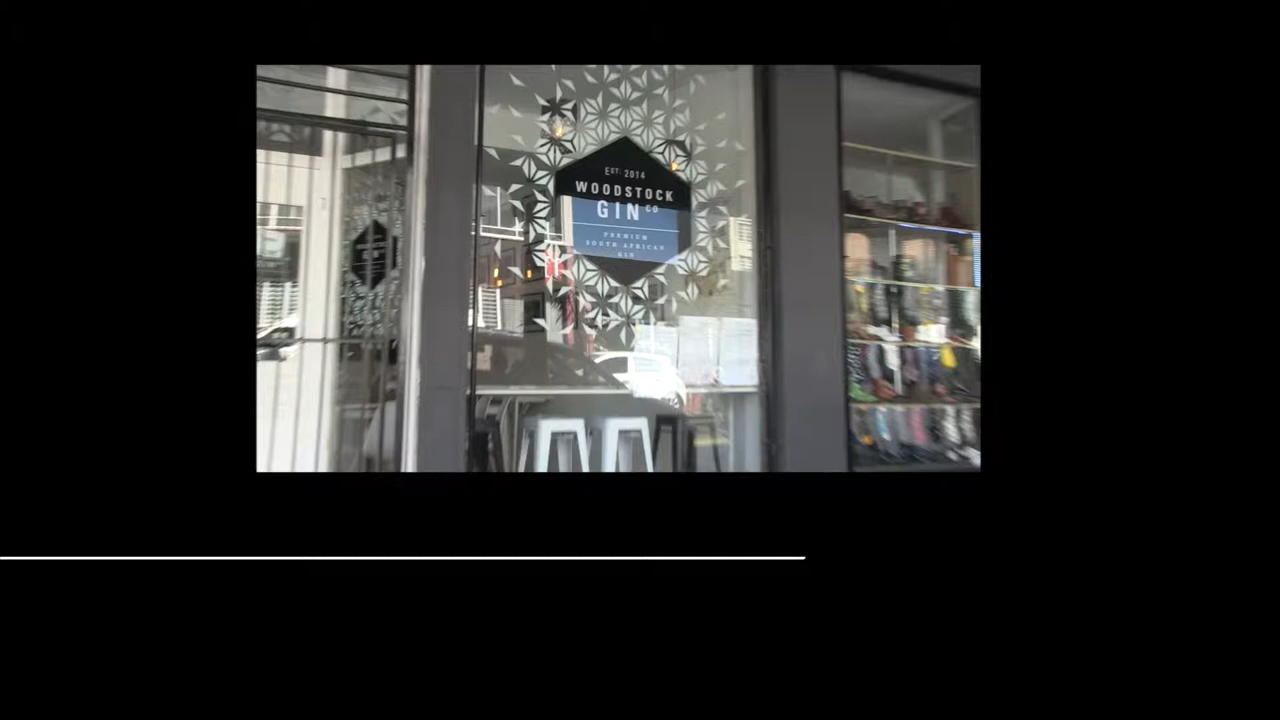 EST. 2014
WOODSTOCK
GIN CO
PREMIUM
SOUTH AFRICAN
GIN